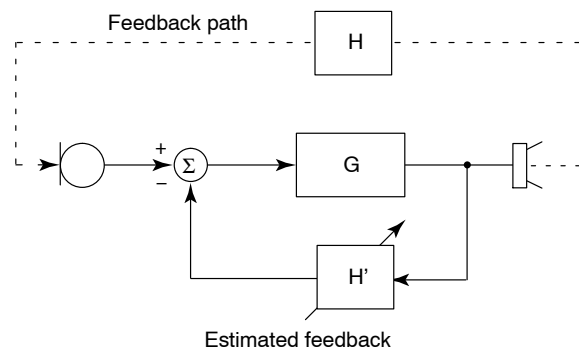 Feedback path
H
+
Σ
−
G
H'
Estimated feedback